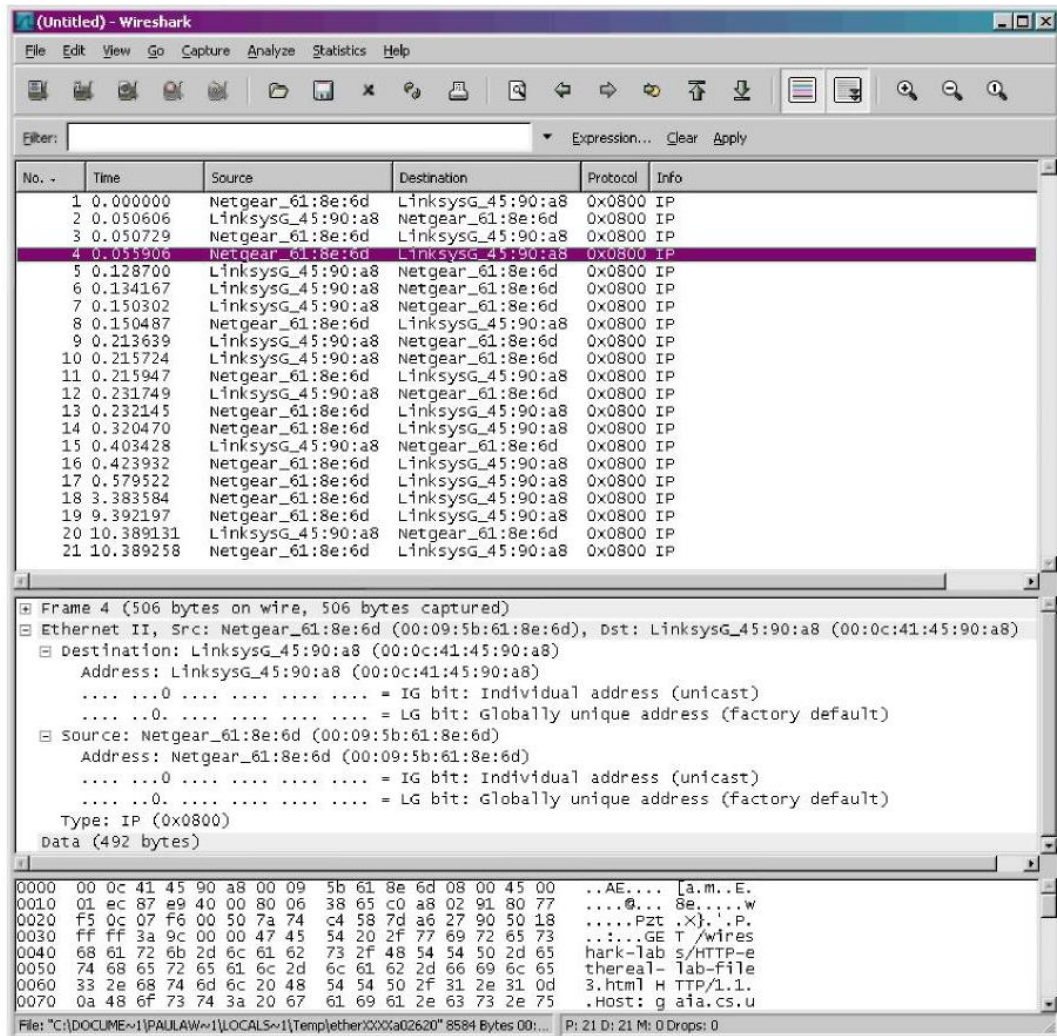 (Untitled) - Wireshark
File Edit View Go Capture Analyze Statistics Help
Filter: Expression... Clear Apply
No. - Time Source Destination Protocol Info
1 0.000000 Netgear_61:8e:6d LinksysG_45:90:a8 0x0800 IP
2 0.050606 LinksysG_45:90:a8 Netgear_61:8e:6d 0x0800 IP
3 0.050729 Netgear_61:8e:6d LinksysG_45:90:a8 0x0800 IP
4 0.055906 Netgear_61:8e:6d LinksysG_45:90:a8 0x0800 IP
5 0.128700 LinksysG_45:90:a8 Netgear_61:8e:6d 0x0800 IP
6 0.134167 LinksysG_45:90:a8 Netgear_61:8e:6d 0x0800 IP
7 0.150302 LinksysG_45:90:a8 Netgear_61:8e:6d 0x0800 IP
8 0.150487 Netgear_61:8e:6d LinksysG_45:90:a8 0x0800 IP
9 0.213639 LinksysG_45:90:a8 Netgear_61:8e:6d 0x0800 IP
10 0.215724 LinksysG_45:90:a8 Netgear_61:8e:6d 0x0800 IP
11 0.215947 Netgear_61:8e:6d LinksysG_45:90:a8 0x0800 IP
12 0.231749 LinksysG_45:90:a8 Netgear_61:8e:6d 0x0800 IP
13 0.232145 Netgear_61:8e:6d LinksysG_45:90:a8 0x0800 IP
14 0.320470 Netgear_61:8e:6d LinksysG_45:90:a8 0x0800 IP
15 0.403428 LinksysG_45:90:a8 Netgear_61:8e:6d 0x0800 IP
16 0.423932 Netgear_61:8e:6d LinksysG_45:90:a8 0x0800 IP
17 0.579522 Netgear_61:8e:6d LinksysG_45:90:a8 0x0800 IP
18 3.383584 Netgear_61:8e:6d LinksysG_45:90:a8 0x0800 IP
19 9.392197 Netgear_61:8e:6d LinksysG_45:90:a8 0x0800 IP
20 10.389131 LinksysG_45:90:a8 Netgear_61:8e:6d 0x0800 IP
21 10.389258 Netgear_61:8e:6d LinksysG_45:90:a8 0x0800 IP
Frame 4 (506 bytes on wire, 506 bytes captured)
Ethernet II, Src: Netgear_61:8e:6d (00:09:5b:61:8e:6d), Dst: LinksysG_45:90:a8 (00:0c:41:45:90:a8)
Destination: LinksysG_45:90:a8 (00:0c:41:45:90:a8)
Address: LinksysG_45:90:a8 (00:0c:41:45:90:a8)
.... ...0 .... .... .... .... = IG bit: Individual address (unicast)
.... ..0. .... .... .... .... = LG bit: Globally unique address (factory default)
Source: Netgear_61:8e:6d (00:09:5b:61:8e:6d)
Address: Netgear_61:8e:6d (00:09:5b:61:8e:6d)
.... ...0 .... .... .... .... = IG bit: Individual address (unicast)
.... ..0. .... .... .... .... = LG bit: Globally unique address (factory default)
Type: IP (0x0800)
Data (492 bytes)
0000 00 0c 41 45 90 a8 00 09 5b 61 8e 6d 08 00 45 00 ..AE.... [a.m..E.
0010 01 ec 87 e9 40 00 80 06 38 65 c0 a8 02 91 80 77 ....@... 8e.....w
0020 f5 0c 07 f6 00 50 7a 74 c4 58 7d a6 27 90 50 18 .....Pzt .X}.'.P.
0030 ff ff 3a 9c 00 00 47 45 54 20 2f 77 69 72 65 73 ..:...GE T /wires
0040 68 61 72 6b 2d 6c 61 62 73 2f 48 54 54 50 2d 65 hark-lab s/HTTP-e
0050 74 68 65 72 65 61 6c 2d 6c 61 62 2d 66 69 6c 65 thereal- lab-file
0060 33 2e 68 74 6d 6c 20 48 54 54 50 2f 31 2e 31 0d 3.html H TTP/1.1.
0070 0a 48 6f 73 74 3a 20 67 61 69 61 2e 63 73 2e 75 .Host: g aia.cs.u
File: "C:\DOCUME~1\PAULAW~1\LOCALS~1\Temp\etherXXXXa02620" 8584 Bytes 00:... P: 21 D: 21 M: 0 Drops: 0